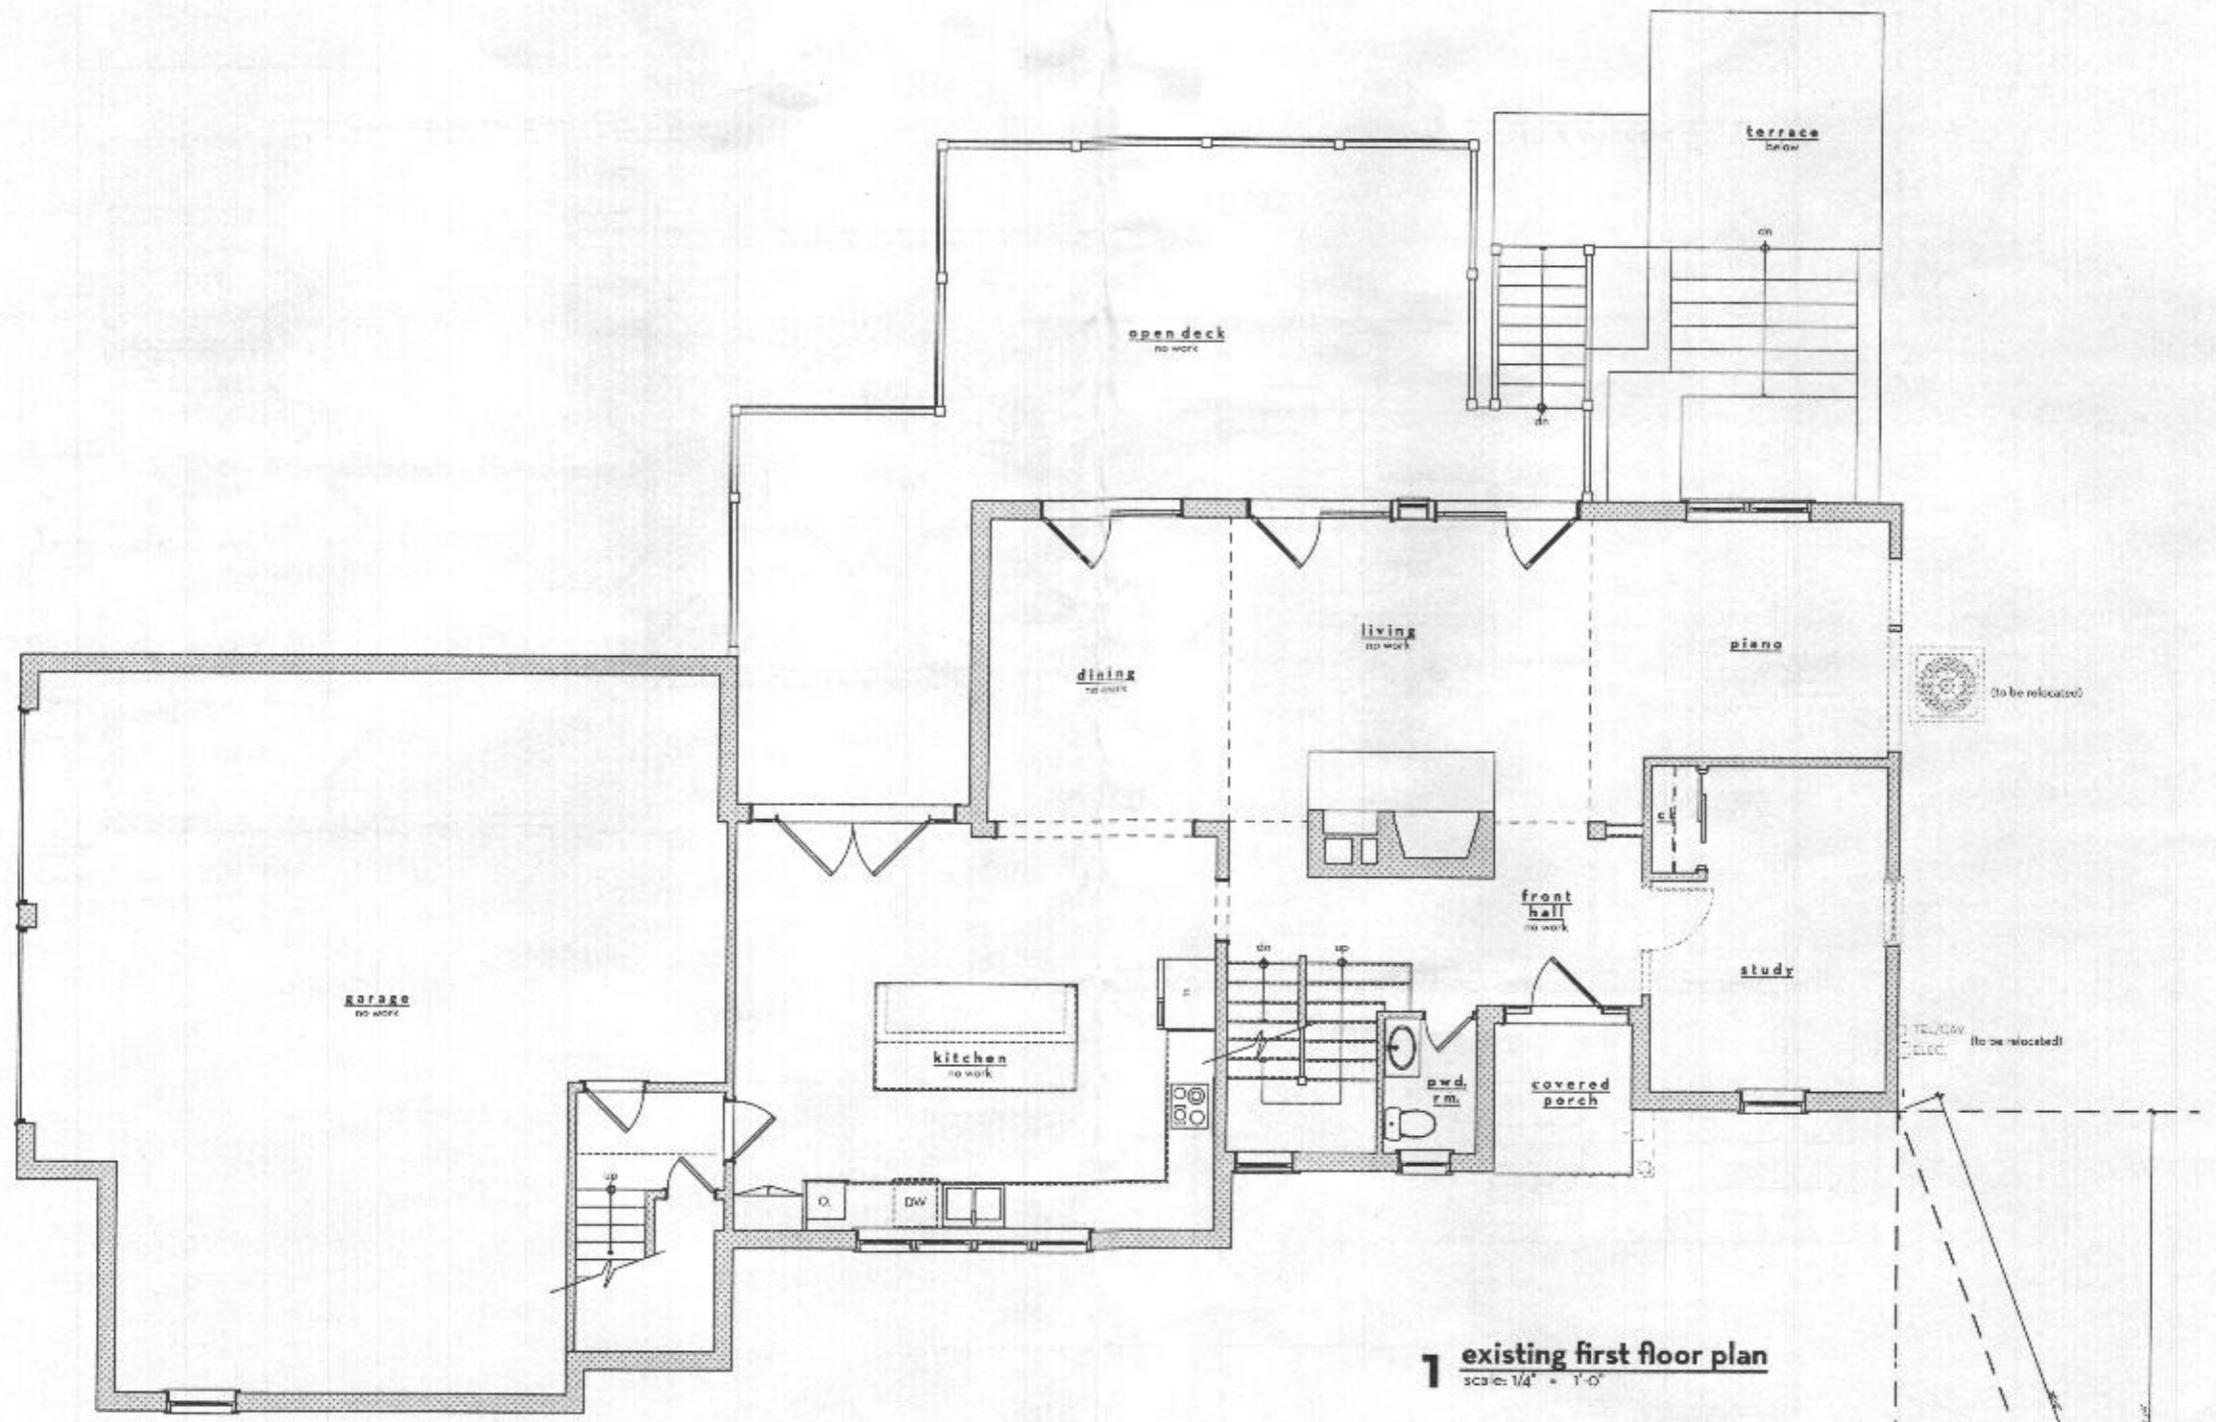 terrace
below
dn
open deck
no work
dn
living
no work
piano
dining
no work
(to be relocated)
cl.
front
hall
no work
dn
up
study
garage
no work
kitchen
no work
TEL/CAV
ELEC.
(to be relocated)
pwd.
rm.
covered
porch
up
O.
DW
1 existing first floor plan
scale: 1/4" = 1'-0"